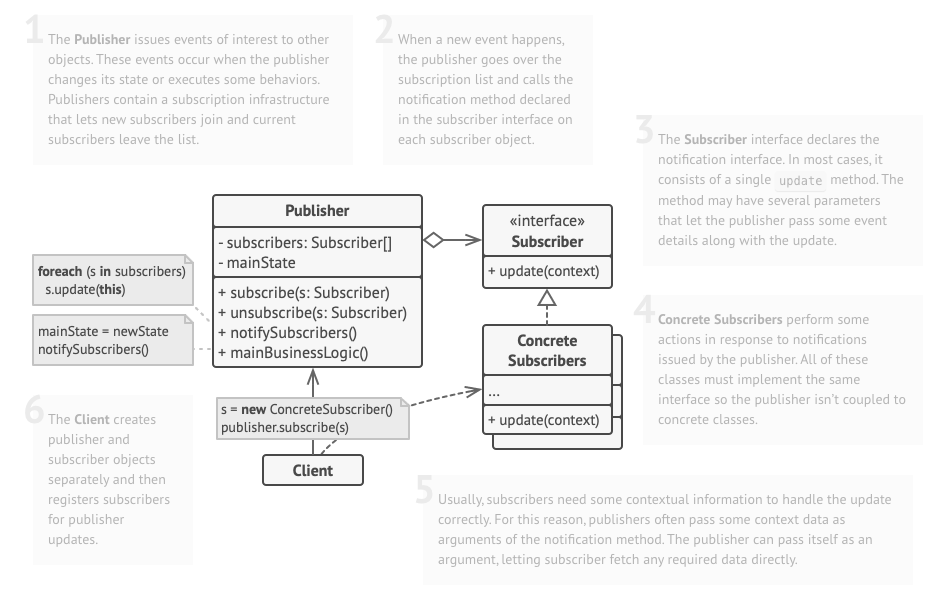 1
The Publisher issues events of interest to other
objects. These events occur when the publisher
changes its state or executes some behaviors.
Publishers contain a subscription infrastructure
that lets new subscribers join and current
subscribers leave the list.
2
When a new event happens,
the publisher goes over the
subscription list and calls the
notification method declared
in the subscriber interface on
each subscriber object.
3
The Subscriber interface declares the
notification interface. In most cases, it
consists of a single update method. The
method may have several parameters
that let the publisher pass some event
details along with the update.
Publisher
- subscribers: Subscriber[]
- mainState
+ subscribe(s: Subscriber)
+ unsubscribe(s: Subscriber)
+ notifySubscribers()
+ mainBusinessLogic()
«interface»
Subscriber
+ update(context)
foreach (s in subscribers)
s.update(this)
mainState = newState
notifySubscribers()
Concrete
Subscribers
...
+ update(context)
4
Concrete Subscribers perform some
actions in response to notifications
issued by the publisher. All of these
classes must implement the same
interface so the publisher isn't coupled to
concrete classes.
s = new ConcreteSubscriber()
publisher.subscribe(s)
Client
6
The Client creates
publisher and
subscriber objects
separately and then
registers subscribers
for publisher
updates.
5
Usually, subscribers need some contextual information to handle the update
correctly. For this reason, publishers often pass some context data as
arguments of the notification method. The publisher can pass itself as an
argument, letting subscriber fetch any required data directly.